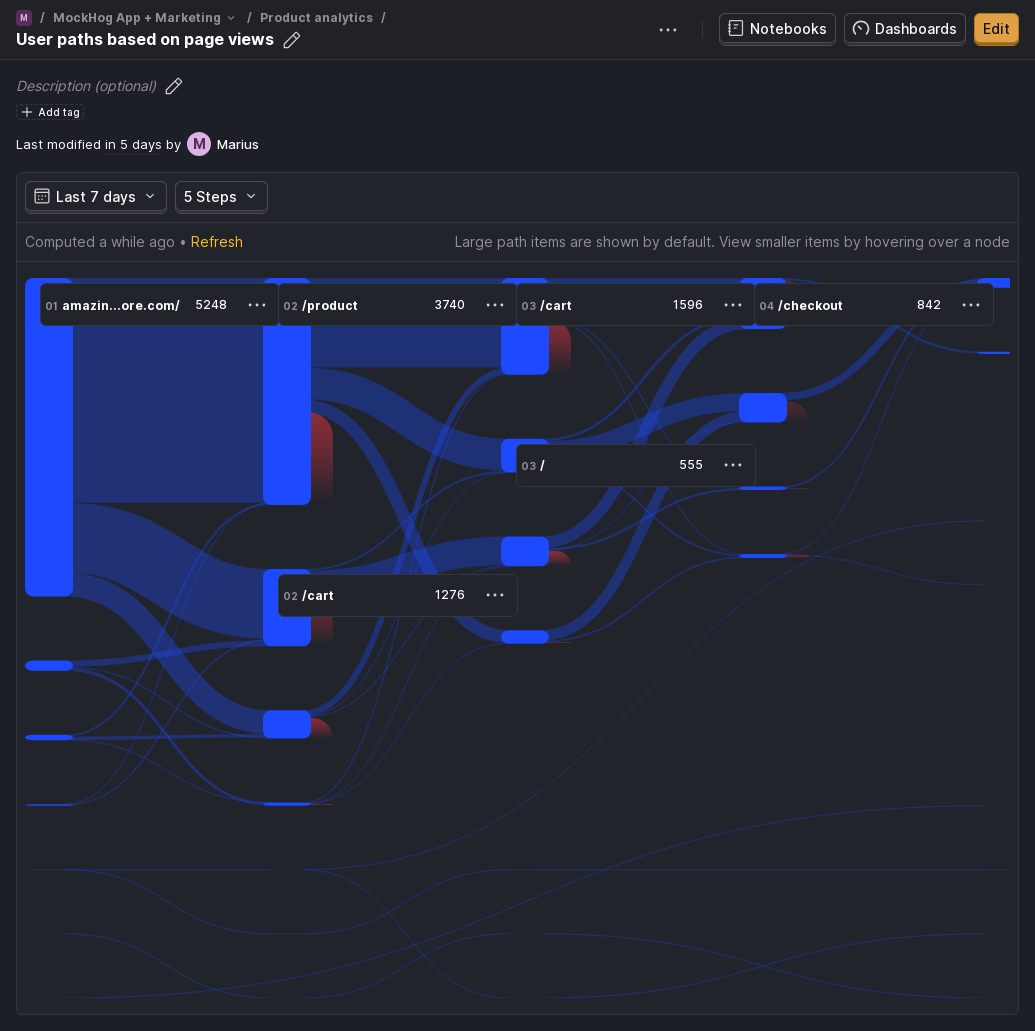 M / MockHog App + Marketing / Product analytics /
User paths based on page views
Notebooks
Dashboards
Edit
Description (optional)
Add tag
Last modified in 5 days by M Marius
Last 7 days
5 Steps
Computed a while ago • Refresh
Large path items are shown by default. View smaller items by hovering over a node
01 amazin...ore.com/ 5248
02 /product 3740
03 /cart 1596
04 /checkout 842
03 / 555
02 /cart 1276